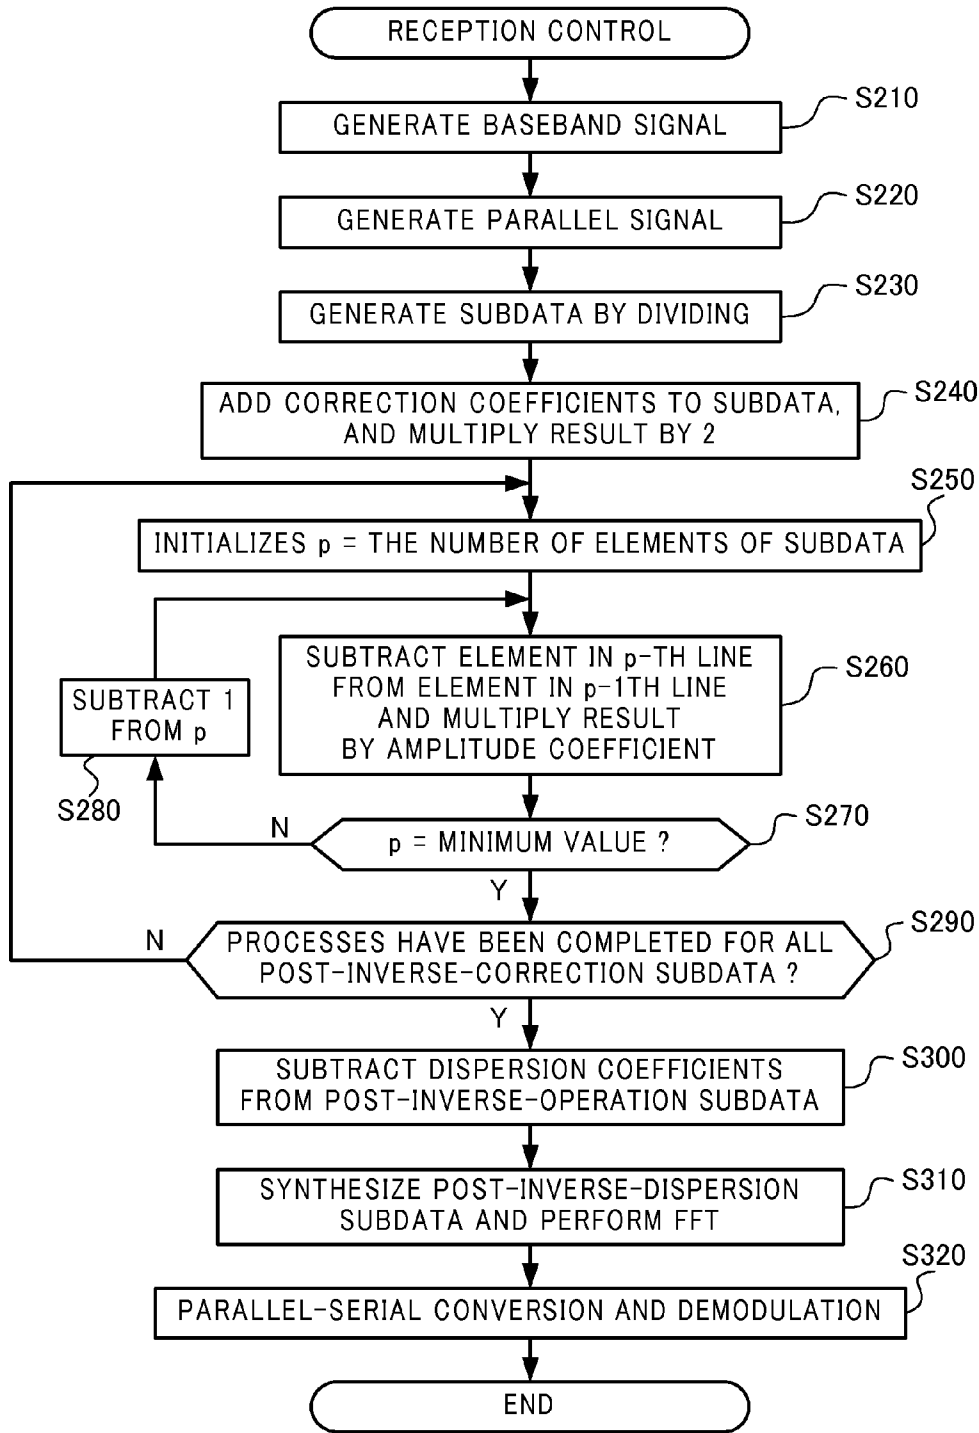 RECEPTION CONTROL
S210
GENERATE BASEBAND SIGNAL
S220
GENERATE PARALLEL SIGNAL
S230
GENERATE SUBDATA BY DIVIDING
S240
ADD CORRECTION COEFFICIENTS TO SUBDATA,
AND MULTIPLY RESULT BY 2
S250
INITIALIZES p = THE NUMBER OF ELEMENTS OF SUBDATA
S260
SUBTRACT ELEMENT IN p-TH LINE
FROM ELEMENT IN p-1TH LINE
AND MULTIPLY RESULT
BY AMPLITUDE COEFFICIENT
SUBTRACT 1
FROM p
S280
S270
N
p = MINIMUM VALUE ?
Y
S290
N
PROCESSES HAVE BEEN COMPLETED FOR ALL
POST-INVERSE-CORRECTION SUBDATA ?
Y
S300
SUBTRACT DISPERSION COEFFICIENTS
FROM POST-INVERSE-OPERATION SUBDATA
S310
SYNTHESIZE POST-INVERSE-DISPERSION
SUBDATA AND PERFORM FFT
S320
PARALLEL-SERIAL CONVERSION AND DEMODULATION
END